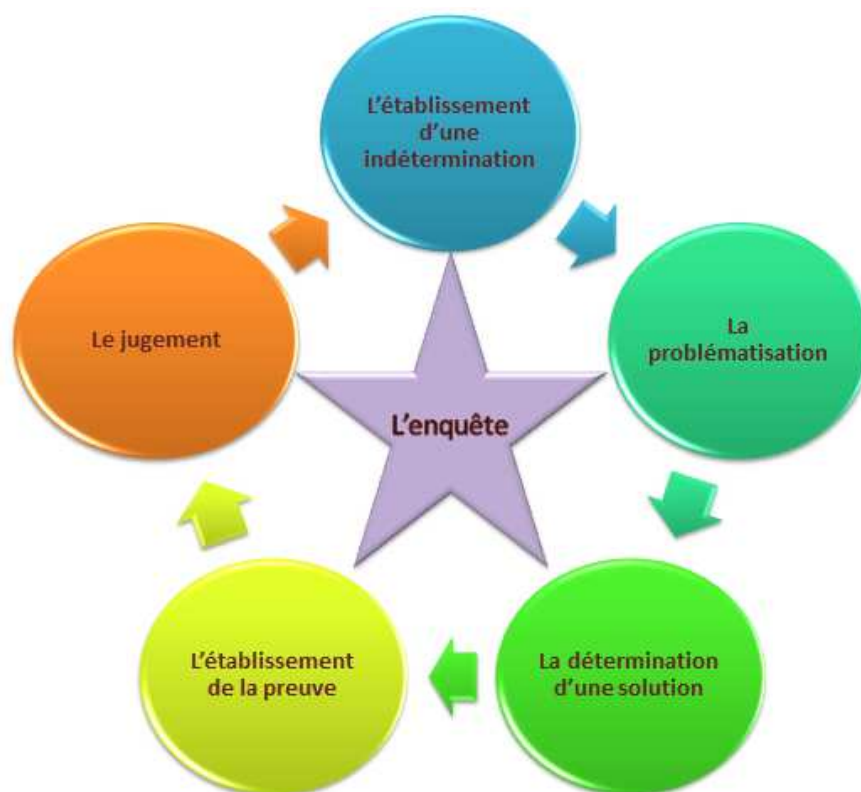 L'établissement
d'une
indétermination
La
problématisation
La détermination
d'une solution
L'établissement
de la preuve
Le jugement
L'enquête